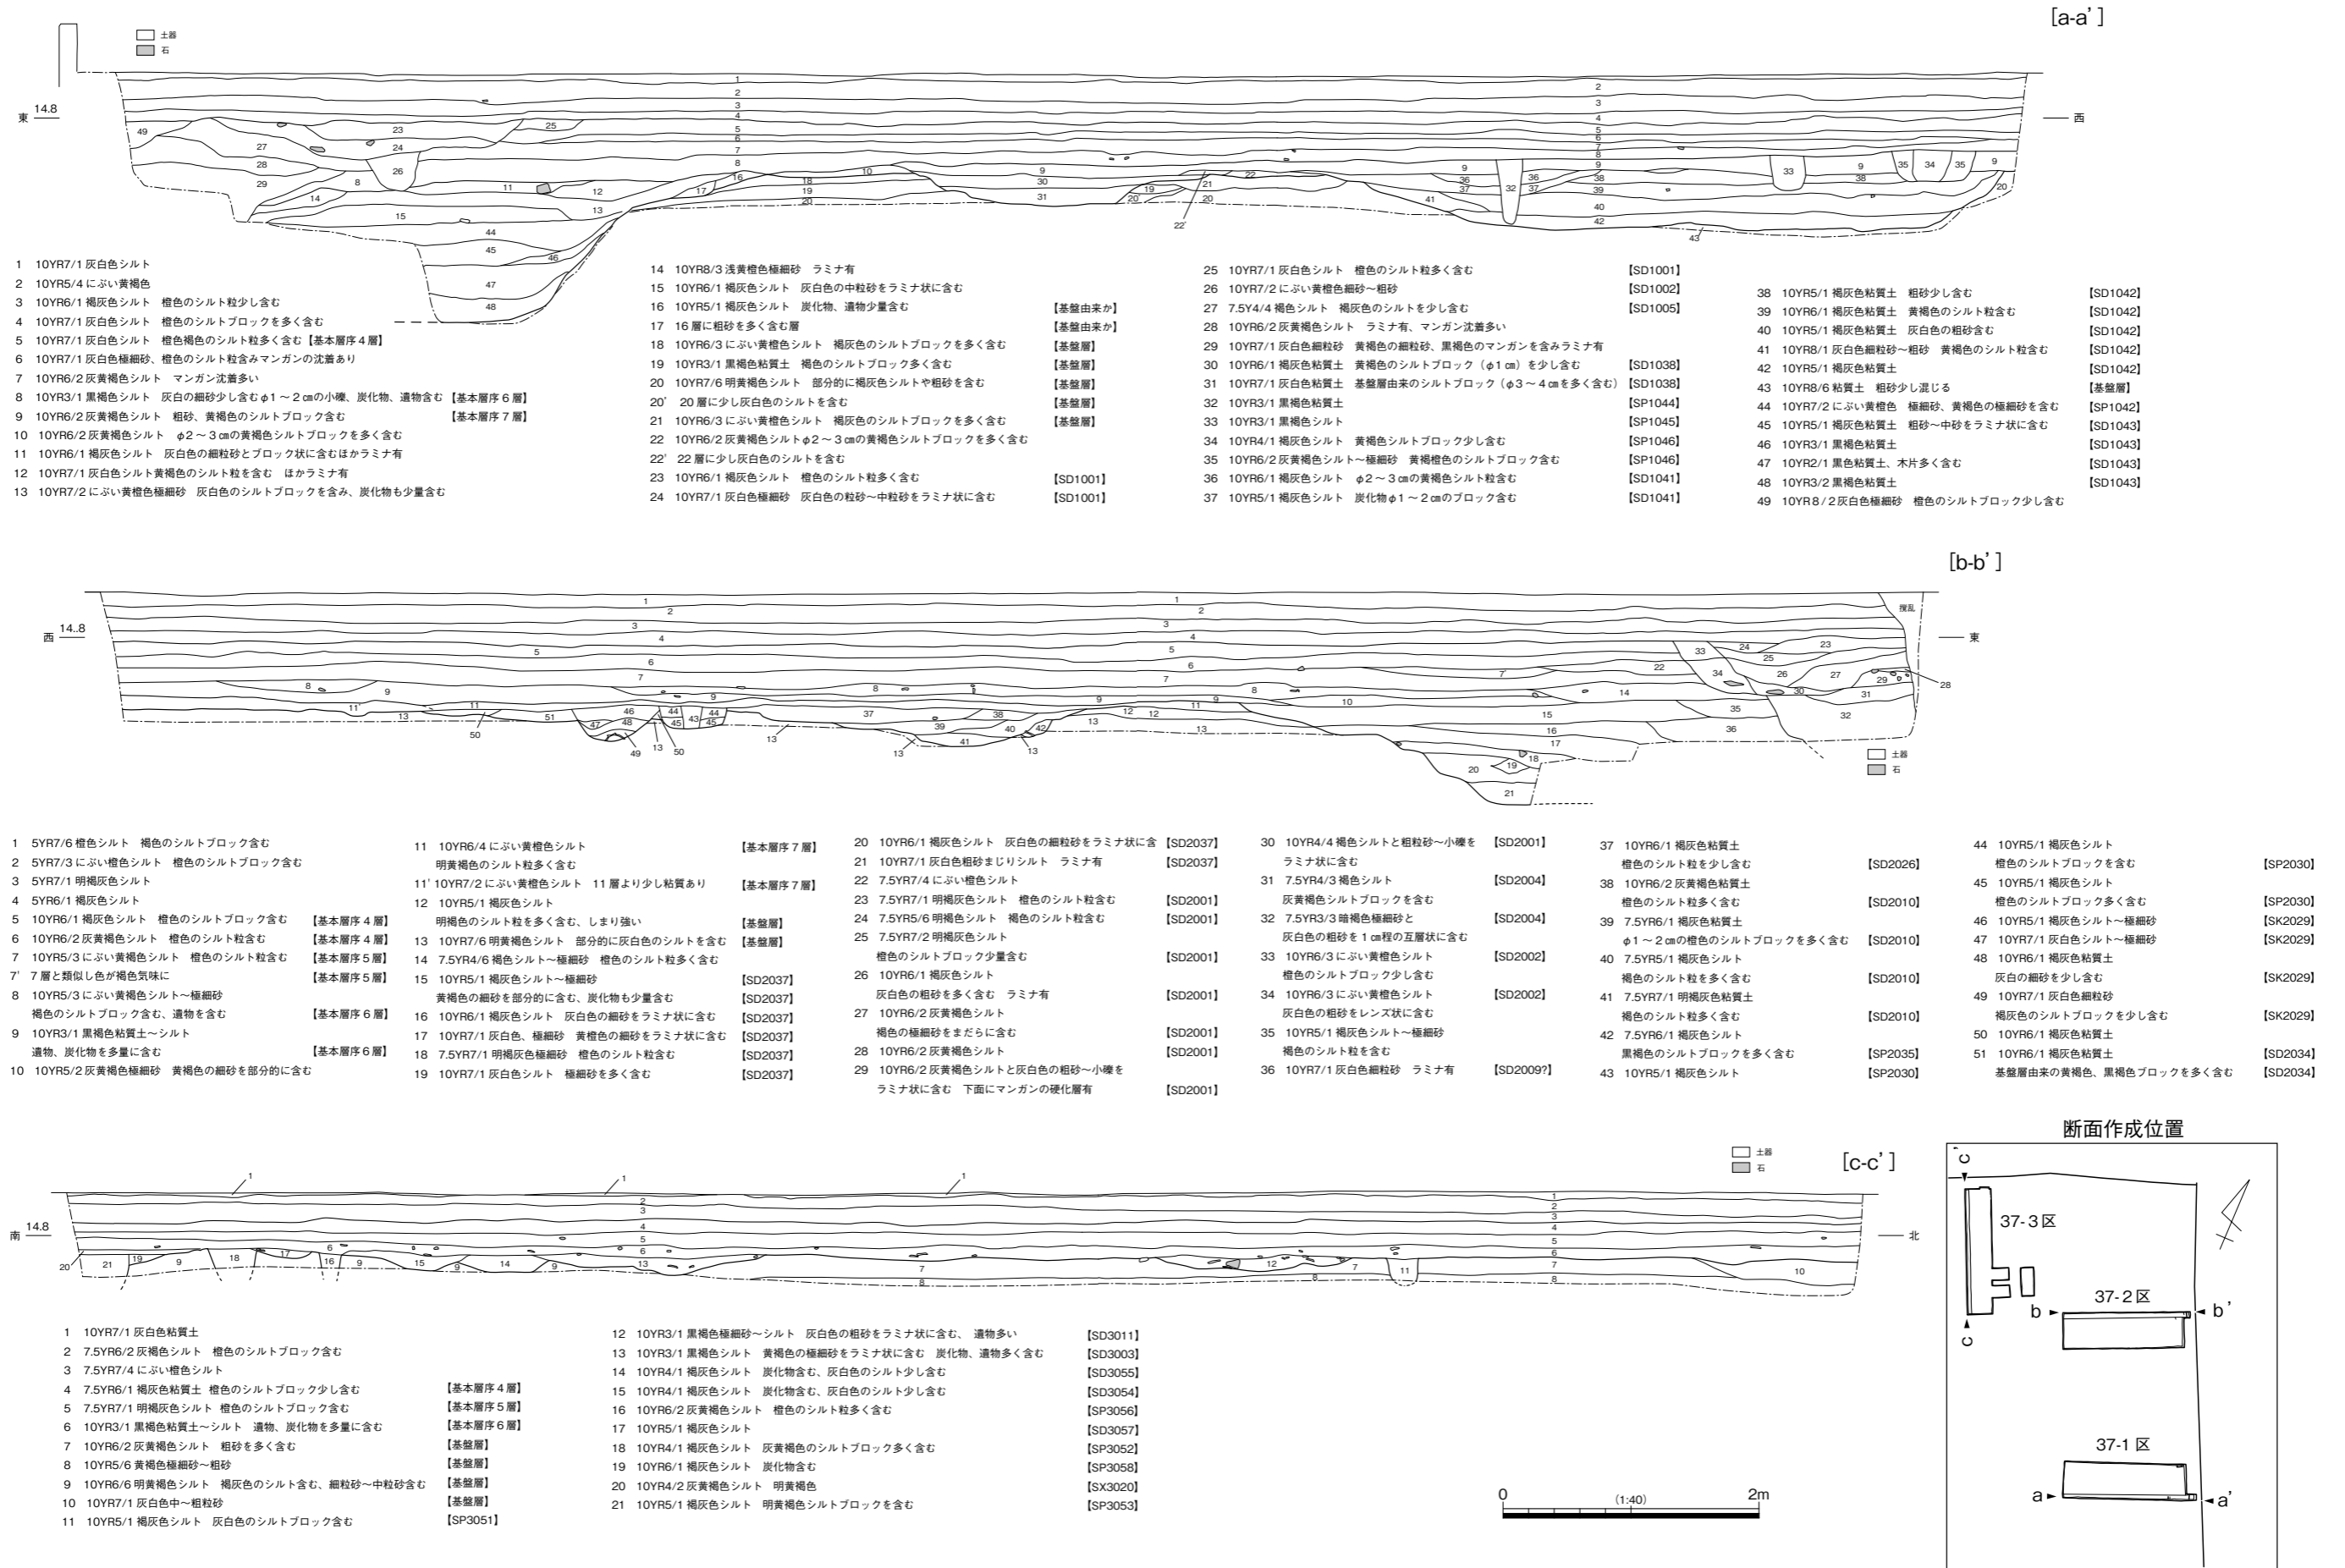 [a-a’]
土器
石
東 14.8
西
1 10YR7/1 灰白色シルト
2 10YR5/4 にぶい黄褐色
3 10YR6/1 褐灰色シルト 橙色のシルト粒少し含む
4 10YR7/1 灰白色シルト 橙色のシルトブロックを多く含む
5 10YR7/1 灰白色シルト 橙色褐色のシルト粒多く含む【基本層序４層】
6 10YR7/1 灰白色極細砂、橙色のシルト粒含みマンガンの沈着あり
7 10YR6/2 灰黄褐色シルト マンガン沈着多い
8 10YR3/1 黒褐色シルト 灰白の細砂少し含むφ１～２㎝の小礫、炭化物、遺物含む【基本層序６層】
9 10YR6/2 灰黄褐色シルト 粗砂、黄褐色のシルトブロック含む 【基本層序７層】
10 10YR6/2 灰黄褐色シルト φ２～３㎝の黄褐色シルトブロックを多く含む
11 10YR6/1 褐灰色シルト 灰白色の細粒砂とブロック状に含むほかラミナ有
12 10YR7/1 灰白色シルト黄褐色のシルト粒を含む ほかラミナ有
13 10YR7/2 にぶい黄橙色極細砂 灰白色のシルトブロックを含み、炭化物も少量含む
14 10YR8/3 浅黄橙色極細砂 ラミナ有
15 10YR6/1 褐灰色シルト 灰白色の中粒砂をラミナ状に含む
16 10YR5/1 褐灰色シルト 炭化物、遺物少量含む 【基盤由来か】
17 16 層に粗砂を多く含む層 【基盤由来か】
18 10YR6/3 にぶい黄橙色シルト 褐灰色のシルトブロックを多く含む 【基盤層】
19 10YR3/1 黒褐色粘質土 褐色のシルトブロック多く含む 【基盤層】
20 10YR7/6 明黄褐色シルト 部分的に褐灰色シルトや粗砂を含む 【基盤層】
20’ 20 層に少し灰白色のシルトを含む 【基盤層】
21 10YR6/3 にぶい黄橙色シルト 褐灰色のシルトブロックを多く含む 【基盤層】
22 10YR6/2 灰黄褐色シルトφ２～３㎝の黄褐色シルトブロックを多く含む
22’ 22 層に少し灰白色のシルトを含む
23 10YR6/1 褐灰色シルト 橙色のシルト粒多く含む 【SD1001】
24 10YR7/1 灰白色極細砂 灰白色の粒砂～中粒砂をラミナ状に含む 【SD1001】
25 10YR7/1 灰白色シルト 橙色のシルト粒多く含む 【SD1001】
26 10YR7/2 にぶい黄橙色細砂～粗砂 【SD1002】
27 7.5Y4/4 褐色シルト 褐灰色のシルトを少し含む 【SD1005】
28 10YR6/2 灰黄褐色シルト ラミナ有、マンガン沈着多い
29 10YR7/1 灰白色細粒砂 黄褐色の細粒砂、黒褐色のマンガンを含みラミナ有
30 10YR6/1 褐灰色粘質土 黄褐色のシルトブロック（φ1 ㎝）を少し含む 【SD1038】
31 10YR7/1 灰白色粘質土 基盤層由来のシルトブロック（φ３～４㎝を多く含む）【SD1038】
32 10YR3/1 黒褐色粘質土 【SP1044】
33 10YR3/1 黒褐色シルト 【SP1045】
34 10YR4/1 褐灰色シルト 黄褐色シルトブロック少し含む 【SP1046】
35 10YR6/2 灰黄褐色シルト～極細砂 黄褐橙色のシルトブロック含む 【SP1046】
36 10YR6/1 褐灰色シルト φ２～３㎝の黄褐色シルト粒含む 【SD1041】
37 10YR5/1 褐灰色シルト 炭化物φ１～２㎝のブロック含む 【SD1041】
38 10YR5/1 褐灰色粘質土 粗砂少し含む 【SD1042】
39 10YR6/1 褐灰色粘質土 黄褐色のシルト粒含む 【SD1042】
40 10YR5/1 褐灰色粘質土 灰白色の粗砂含む 【SD1042】
41 10YR8/1 灰白色細粒砂～粗砂 黄褐色のシルト粒含む 【SD1042】
42 10YR5/1 褐灰色粘質土 【SD1042】
43 10YR8/6 粘質土 粗砂少し混じる 【基盤層】
44 10YR7/2 にぶい黄橙色 極細砂、黄褐色の極細砂を含む 【SP1042】
45 10YR5/1 褐灰色粘質土 粗砂～中砂をラミナ状に含む 【SD1043】
46 10YR3/1 黒褐色粘質土 【SD1043】
47 10YR2/1 黒色粘質土、木片多く含む 【SD1043】
48 10YR3/2 黒褐色粘質土 【SD1043】
49 10YR８/２灰白色極細砂 橙色のシルトブロック少し含む
[b-b’]
西 14..8
東
撹乱
土器
石
1 5YR7/6 橙色シルト 褐色のシルトブロック含む
2 5YR7/3 にぶい橙色シルト 橙色のシルトブロック含む
3 5YR7/1 明褐灰色シルト
4 5YR6/1 褐灰色シルト
5 10YR6/1 褐灰色シルト 橙色のシルトブロック含む 【基本層序４層】
6 10YR6/2 灰黄褐色シルト 橙色のシルト粒含む 【基本層序４層】
7 10YR5/3 にぶい黄褐色シルト 橙色のシルト粒含む 【基本層序５層】
7’ ７層と類似し色が褐色気味に 【基本層序５層】
8 10YR5/3 にぶい黄褐色シルト～極細砂
褐色のシルトブロック含む、遺物を含む 【基本層序６層】
9 10YR3/1 黒褐色粘質土～シルト
遺物、炭化物を多量に含む 【基本層序６層】
10 10YR5/2 灰黄褐色極細砂 黄褐色の細砂を部分的に含む
11 10YR6/4 にぶい黄橙色シルト 【基本層序７層】
明黄褐色のシルト粒多く含む
11’ 10YR7/2 にぶい黄橙色シルト 11 層より少し粘質あり 【基本層序７層】
12 10YR5/1 褐灰色シルト
明褐色のシルト粒を多く含む、しまり強い 【基盤層】
13 10YR7/6 明黄褐色シルト 部分的に灰白色のシルトを含む 【基盤層】
14 7.5YR4/6 褐色シルト～極細砂 橙色のシルト粒多く含む
15 10YR5/1 褐灰色シルト～極細砂 【SD2037】
黄褐色の細砂を部分的に含む、炭化物も少量含む 【SD2037】
16 10YR6/1 褐灰色シルト 灰白色の細砂をラミナ状に含む 【SD2037】
17 10YR7/1 灰白色、極細砂 黄橙色の細砂をラミナ状に含む 【SD2037】
18 7.5YR7/1 明褐灰色極細砂 橙色のシルト粒含む 【SD2037】
19 10YR7/1 灰白色シルト 極細砂を多く含む 【SD2037】
20 10YR6/1 褐灰色シルト 灰白色の細粒砂をラミナ状に含 【SD2037】
21 10YR7/1 灰白色粗砂まじりシルト ラミナ有 【SD2037】
22 7.5YR7/4 にぶい橙シルト
23 7.5YR7/1 明褐灰色シルト 橙色のシルト粒含む 【SD2001】
24 7.5YR5/6 明褐色シルト 褐色のシルト粒含む 【SD2001】
25 7.5YR7/2 明褐灰シルト
橙色のシルトブロック少量含む 【SD2001】
26 10YR6/1 褐灰色シルト
灰白色の粗砂を多く含む ラミナ有 【SD2001】
27 10YR6/2 灰黄褐色シルト
褐色の極細砂をまだらに含む 【SD2001】
28 10YR6/2 灰黄褐シルト 【SD2001】
29 10YR6/2 灰黄褐色シルトと灰白色の粗砂～小礫を
ラミナ状に含む 下面にマンガンの硬化層有 【SD2001】
30 10YR4/4 褐色シルトと粗粒砂～小礫を 【SD2001】
ラミナ状に含む
31 7.5YR4/3 褐色シルト 【SD2004】
灰黄褐色シルトブロックを含む
32 7.5YR3/3 暗褐色極細砂と 【SD2004】
灰白色の粗砂を１㎝程の互層状に含む
33 10YR6/3 にぶい黄橙色シルト 【SD2002】
橙色のシルトブロック少し含む
34 10YR6/3 にぶい黄橙色シルト 【SD2002】
灰白色の粗砂をレンズ状に含む
35 10YR5/1 褐灰色シルト～極細砂
褐色のシルト粒を含む
36 10YR7/1 灰白色細粒砂 ラミナ有 【SD2009?】
37 10YR6/1 褐灰色粘質土
橙色のシルト粒を少し含む 【SD2026】
38 10YR6/2 灰黄褐色粘質土
橙色のシルト粒多く含む 【SD2010】
39 7.5YR6/1 褐灰色粘質土
φ１～２㎝の橙色のシルトブロックを多く含む 【SD2010】
40 7.5YR5/1 褐灰色シルト
褐色のシルト粒を多く含む 【SD2010】
41 7.5YR7/1 明褐灰色粘質土
褐色のシルト粒多く含む 【SD2010】
42 7.5YR6/1 褐灰色シルト
黒褐色のシルトブロックを多く含む 【SP2035】
43 10YR5/1 褐灰色シルト 【SP2030】
44 10YR5/1 褐灰色シルト
橙色のシルトブロックを含む 【SP2030】
45 10YR5/1 褐灰色シルト
橙色のシルトブロック多く含む 【SP2030】
46 10YR5/1 褐灰色シルト～極細砂 【SK2029】
47 10YR7/1 灰白色シルト～極細砂 【SK2029】
48 10YR6/1 褐灰色粘質土
灰白の細砂を少し含む 【SK2029】
49 10YR7/1 灰白色細粒砂
褐灰色のシルトブロックを少し含む 【SK2029】
50 10YR6/1 褐灰色粘質土
51 10YR6/1 褐灰色粘質土 【SD2034】
基盤層由来の黄褐色、黒褐色ブロックを多く含む 【SD2034】
[c-c’]
土器
石
南 14.8
北
1 10YR7/1 灰白色粘質土
2 7.5YR6/2 灰褐色シルト 橙色のシルトブロック含む
3 7.5YR7/4 にぶい橙色シルト
4 7.5YR6/1 褐灰色粘質土 橙色のシルトブロック少し含む 【基本層序４層】
5 7.5YR7/1 明褐灰色シルト 橙色のシルトブロック含む 【基本層序５層】
6 10YR3/1 黒褐色粘質土～シルト 遺物、炭化物を多量に含む 【基本層序６層】
7 10YR6/2 灰黄褐色シルト 粗砂を多く含む 【基盤層】
8 10YR5/6 黄褐色極細砂～粗砂 【基盤層】
9 10YR6/6 明黄褐色シルト 褐灰色のシルト含む、細粒砂～中粒砂含む 【基盤層】
10 10YR7/1 灰白色中～粗粒砂 【基盤層】
11 10YR5/1 褐灰色シルト 灰白色のシルトブロック含む 【SP3051】
12 10YR3/1 黒褐色極細砂～シルト 灰白色の粗砂をラミナ状に含む、 遺物多い 【SD3011】
13 10YR3/1 黒褐色シルト 黄褐色の極細砂をラミナ状に含む 炭化物、遺物多く含む 【SD3003】
14 10YR4/1 褐灰色シルト 炭化物含む、灰白色のシルト少し含む 【SD3055】
15 10YR4/1 褐灰色シルト 炭化物含む、灰白色のシルト少し含む 【SD3054】
16 10YR6/2 灰黄褐色シルト 橙色のシルト粒多く含む 【SP3056】
17 10YR5/1 褐灰色シルト 【SD3057】
18 10YR4/1 褐灰色シルト 灰黄褐色のシルトブロック多く含む 【SP3052】
19 10YR6/1 褐灰色シルト 炭化物含む 【SP3058】
20 10YR4/2 灰黄褐色シルト 明黄褐色 【SX3020】
21 10YR5/1 褐灰色シルト 明黄褐色シルトブロックを含む 【SP3053】
0 (1:40) 2m
断面作成位置
c’
37-３区
c
37-２区
b b’
37-１区
a a’